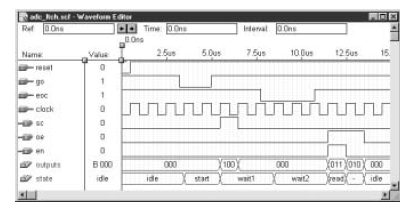 adc_ltch.scf - Waveform Editor
Ref: 0.0ns Time: 0.0ns Interval: 0.0ns
0.0ns
Name: Value: 2.5us 5.0us 7.5us 10.0us 12.5us 15.
reset 0
go 1
eoc 1
clock 0
sc 0
oe 0
en 0
outputs B 000 000 100 000 011 010 000
state idle idle start wait1 wait2 read - idle